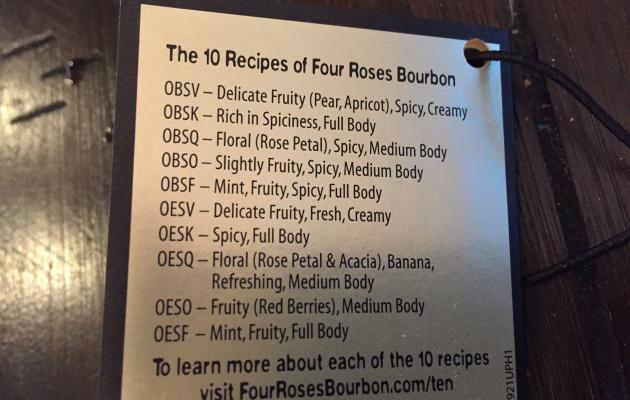 The 10 Recipes of Four Roses Bourbon
OBSV – Delicate Fruity (Pear, Apricot), Spicy, Creamy
OBSK – Rich in Spiciness, Full Body
OBSQ – Floral (Rose Petal), Spicy, Medium Body
OBSO – Slightly Fruity, Spicy, Medium Body
OBSF – Mint, Fruity, Spicy, Full Body
OESV – Delicate Fruity, Fresh, Creamy
OESK – Spicy, Full Body
OESQ – Floral (Rose Petal & Acacia), Banana,
Refreshing, Medium Body
OESO – Fruity (Red Berries), Medium Body
OESF – Mint, Fruity, Full Body
To learn more about each of the 10 recipes
visit FourRosesBourbon.com/ten
921UPH1